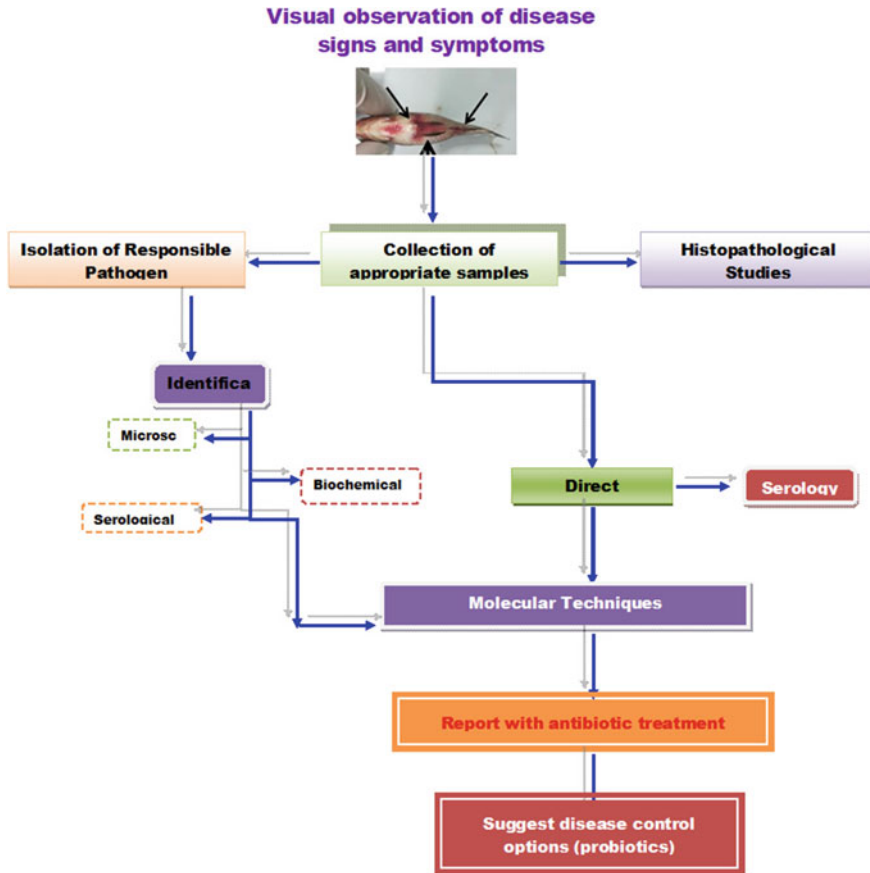 Visual observation of disease
signs and symptoms
Isolation of Responsible
Pathogen
Collection of
appropriate samples
Histopathological
Studies
Identifica
Microsc
Biochemical
Serological
Direct
Serology
Molecular Techniques
Report with antibiotic treatment
Suggest disease control
options (probiotics)